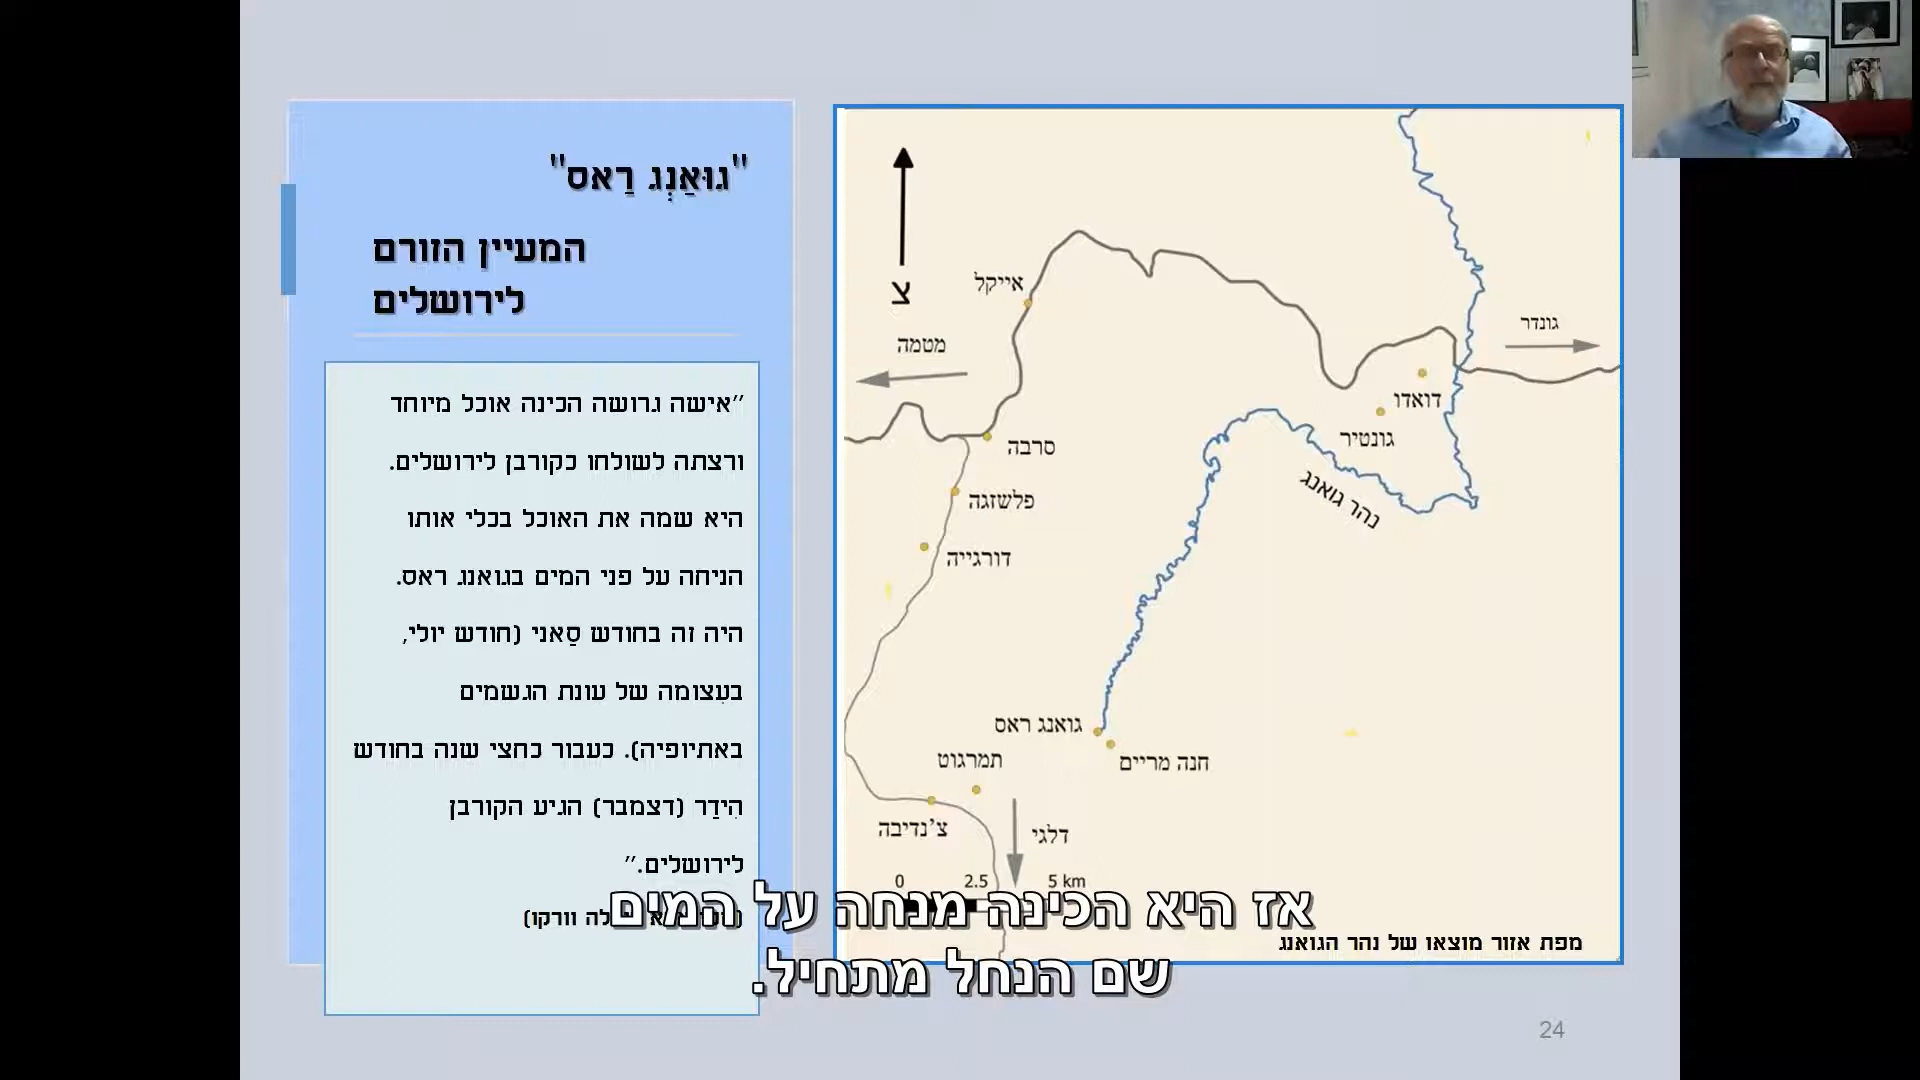 "גוּאַנְג רַאס"
המעיין הזורם
לירושלים
"אישה גרושה הכינה אוכל מיוחד
ורצתה לשולחו כקורבן לירושלים.
היא שמה את האוכל בכלי אותו
הניחה על פני המים בגואנג ראס.
היה זה בחודש סַאני (חודש יולי,
בעִצומה של עונת הגשמים
באתיופיה). כעבור כחצי שנה בחודש
הִידַר (דצמבר) הגיע הקורבן
לירושלים."
לה וורקו)
צ
אייקל
מטמה
גונדר
דואדו
גונטיר
סרבה
נהר גואנג
פלשזגה
דורגייה
גואנג ראס
חנה מריים
תמרגוט
צ'נדיבה
דלגי
0 2.5 5 km
מפת אזור מוצאו של נהר הגואנג
אז היא הכינה מנחה על המים
שם הנחל מתחיל.
24